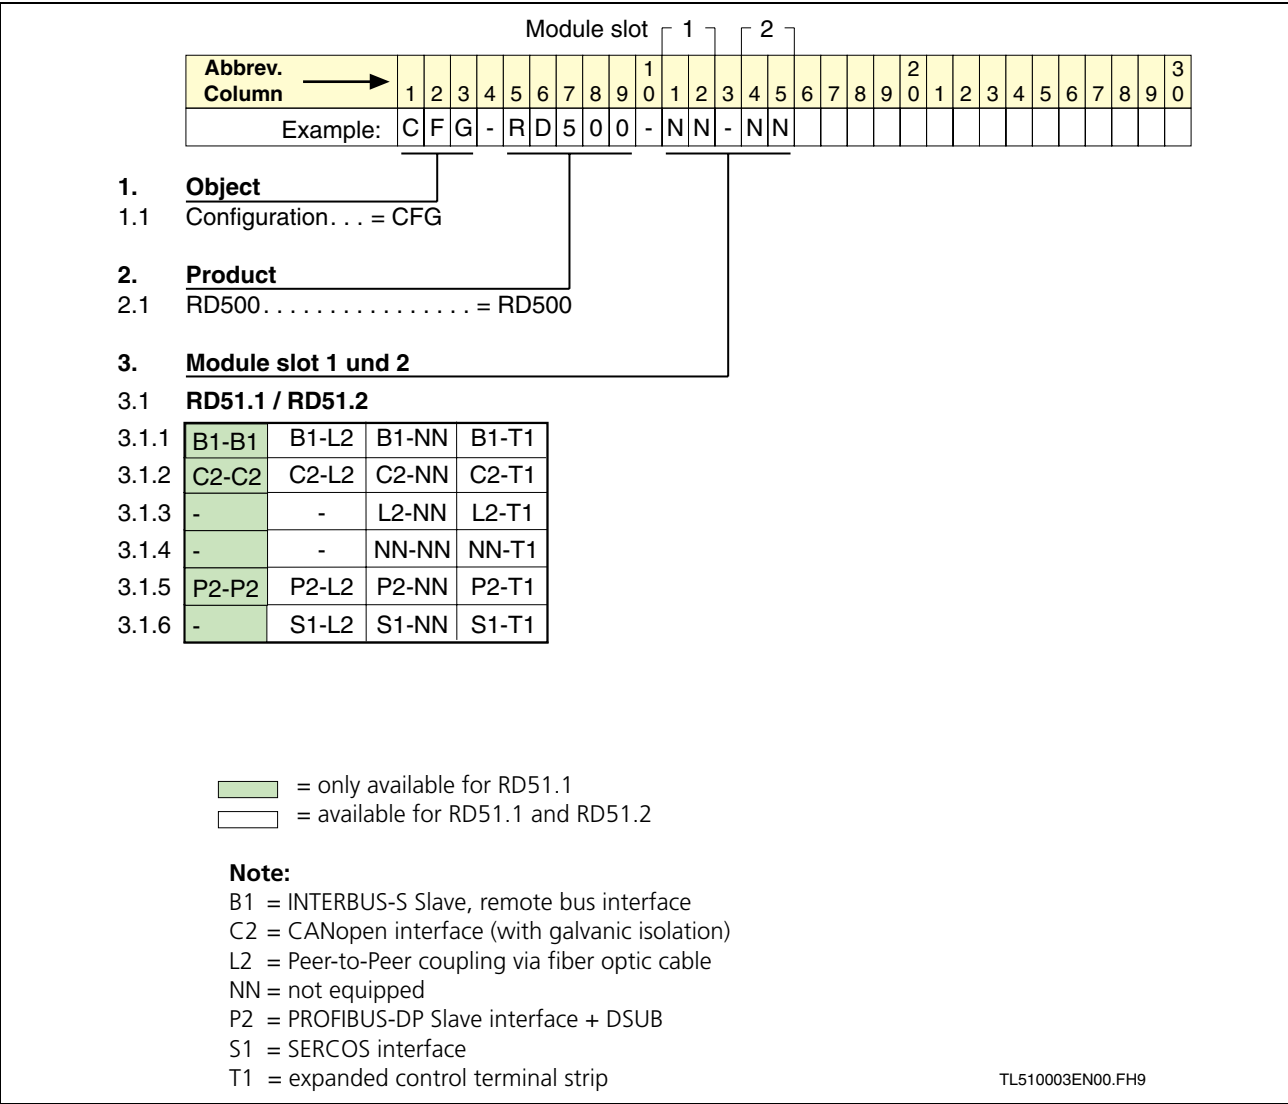 Module slot 1 2
Abbrev. 1 2 3
Column 1 2 3 4 5 6 7 8 9 0 1 2 3 4 5 6 7 8 9 0 1 2 3 4 5 6 7 8 9 0
Example: C F G - R D 5 0 0 - N N - N N
1. Object
1.1 Configuration. . . = CFG
2. Product
2.1 RD500. . . . . . . . . . . . . . . . = RD500
3. Module slot 1 und 2
3.1 RD51.1 / RD51.2
3.1.1 B1-B1 B1-L2 B1-NN B1-T1
3.1.2 C2-C2 C2-L2 C2-NN C2-T1
3.1.3 - - L2-NN L2-T1
3.1.4 - - NN-NN NN-T1
3.1.5 P2-P2 P2-L2 P2-NN P2-T1
3.1.6 - S1-L2 S1-NN S1-T1
= only available for RD51.1
= available for RD51.1 and RD51.2
Note:
B1 = INTERBUS-S Slave, remote bus interface
C2 = CANopen interface (with galvanic isolation)
L2 = Peer-to-Peer coupling via fiber optic cable
NN = not equipped
P2 = PROFIBUS-DP Slave interface + DSUB
S1 = SERCOS interface
T1 = expanded control terminal strip
TL510003EN00.FH9